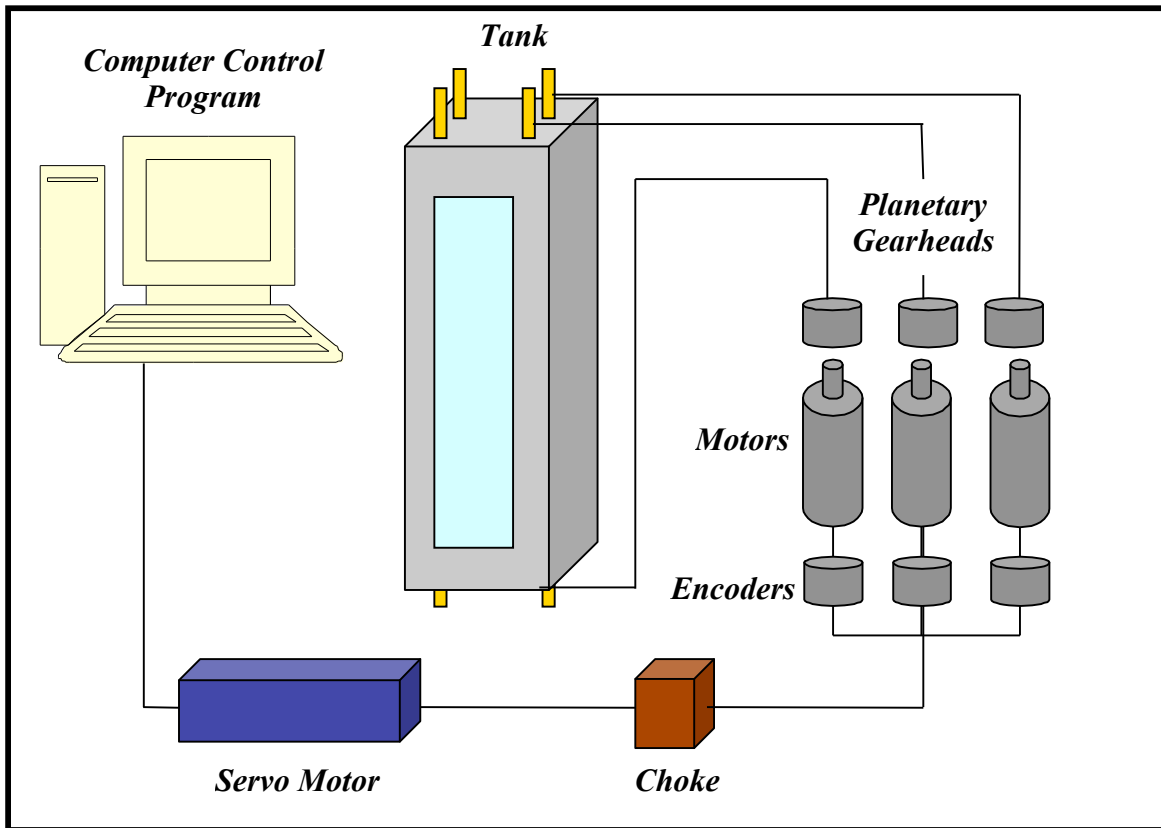 Tank
Computer Control
Program
Planetary
Gearheads
Motors
Encoders
Servo Motor
Choke